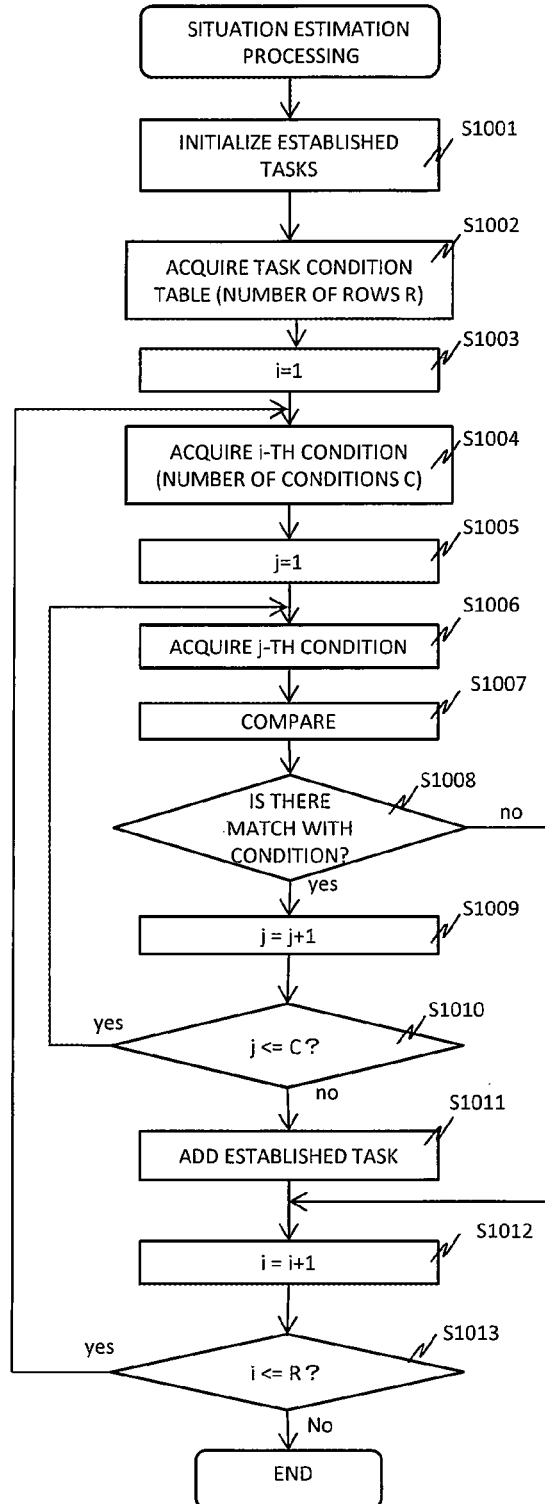 SITUATION ESTIMATION
PROCESSING
S1001
INITIALIZE ESTABLISHED
TASKS
S1002
ACQUIRE TASK CONDITION
TABLE (NUMBER OF ROWS R)
S1003
i=1
S1004
ACQUIRE i-TH CONDITION
(NUMBER OF CONDITIONS C)
S1005
j=1
S1006
ACQUIRE j-TH CONDITION
S1007
COMPARE
S1008
IS THERE
MATCH WITH
CONDITION?
no
yes
S1009
j = j+1
S1010
yes
j <= C ?
no
S1011
ADD ESTABLISHED TASK
S1012
i = i+1
S1013
yes
i <= R ?
No
END